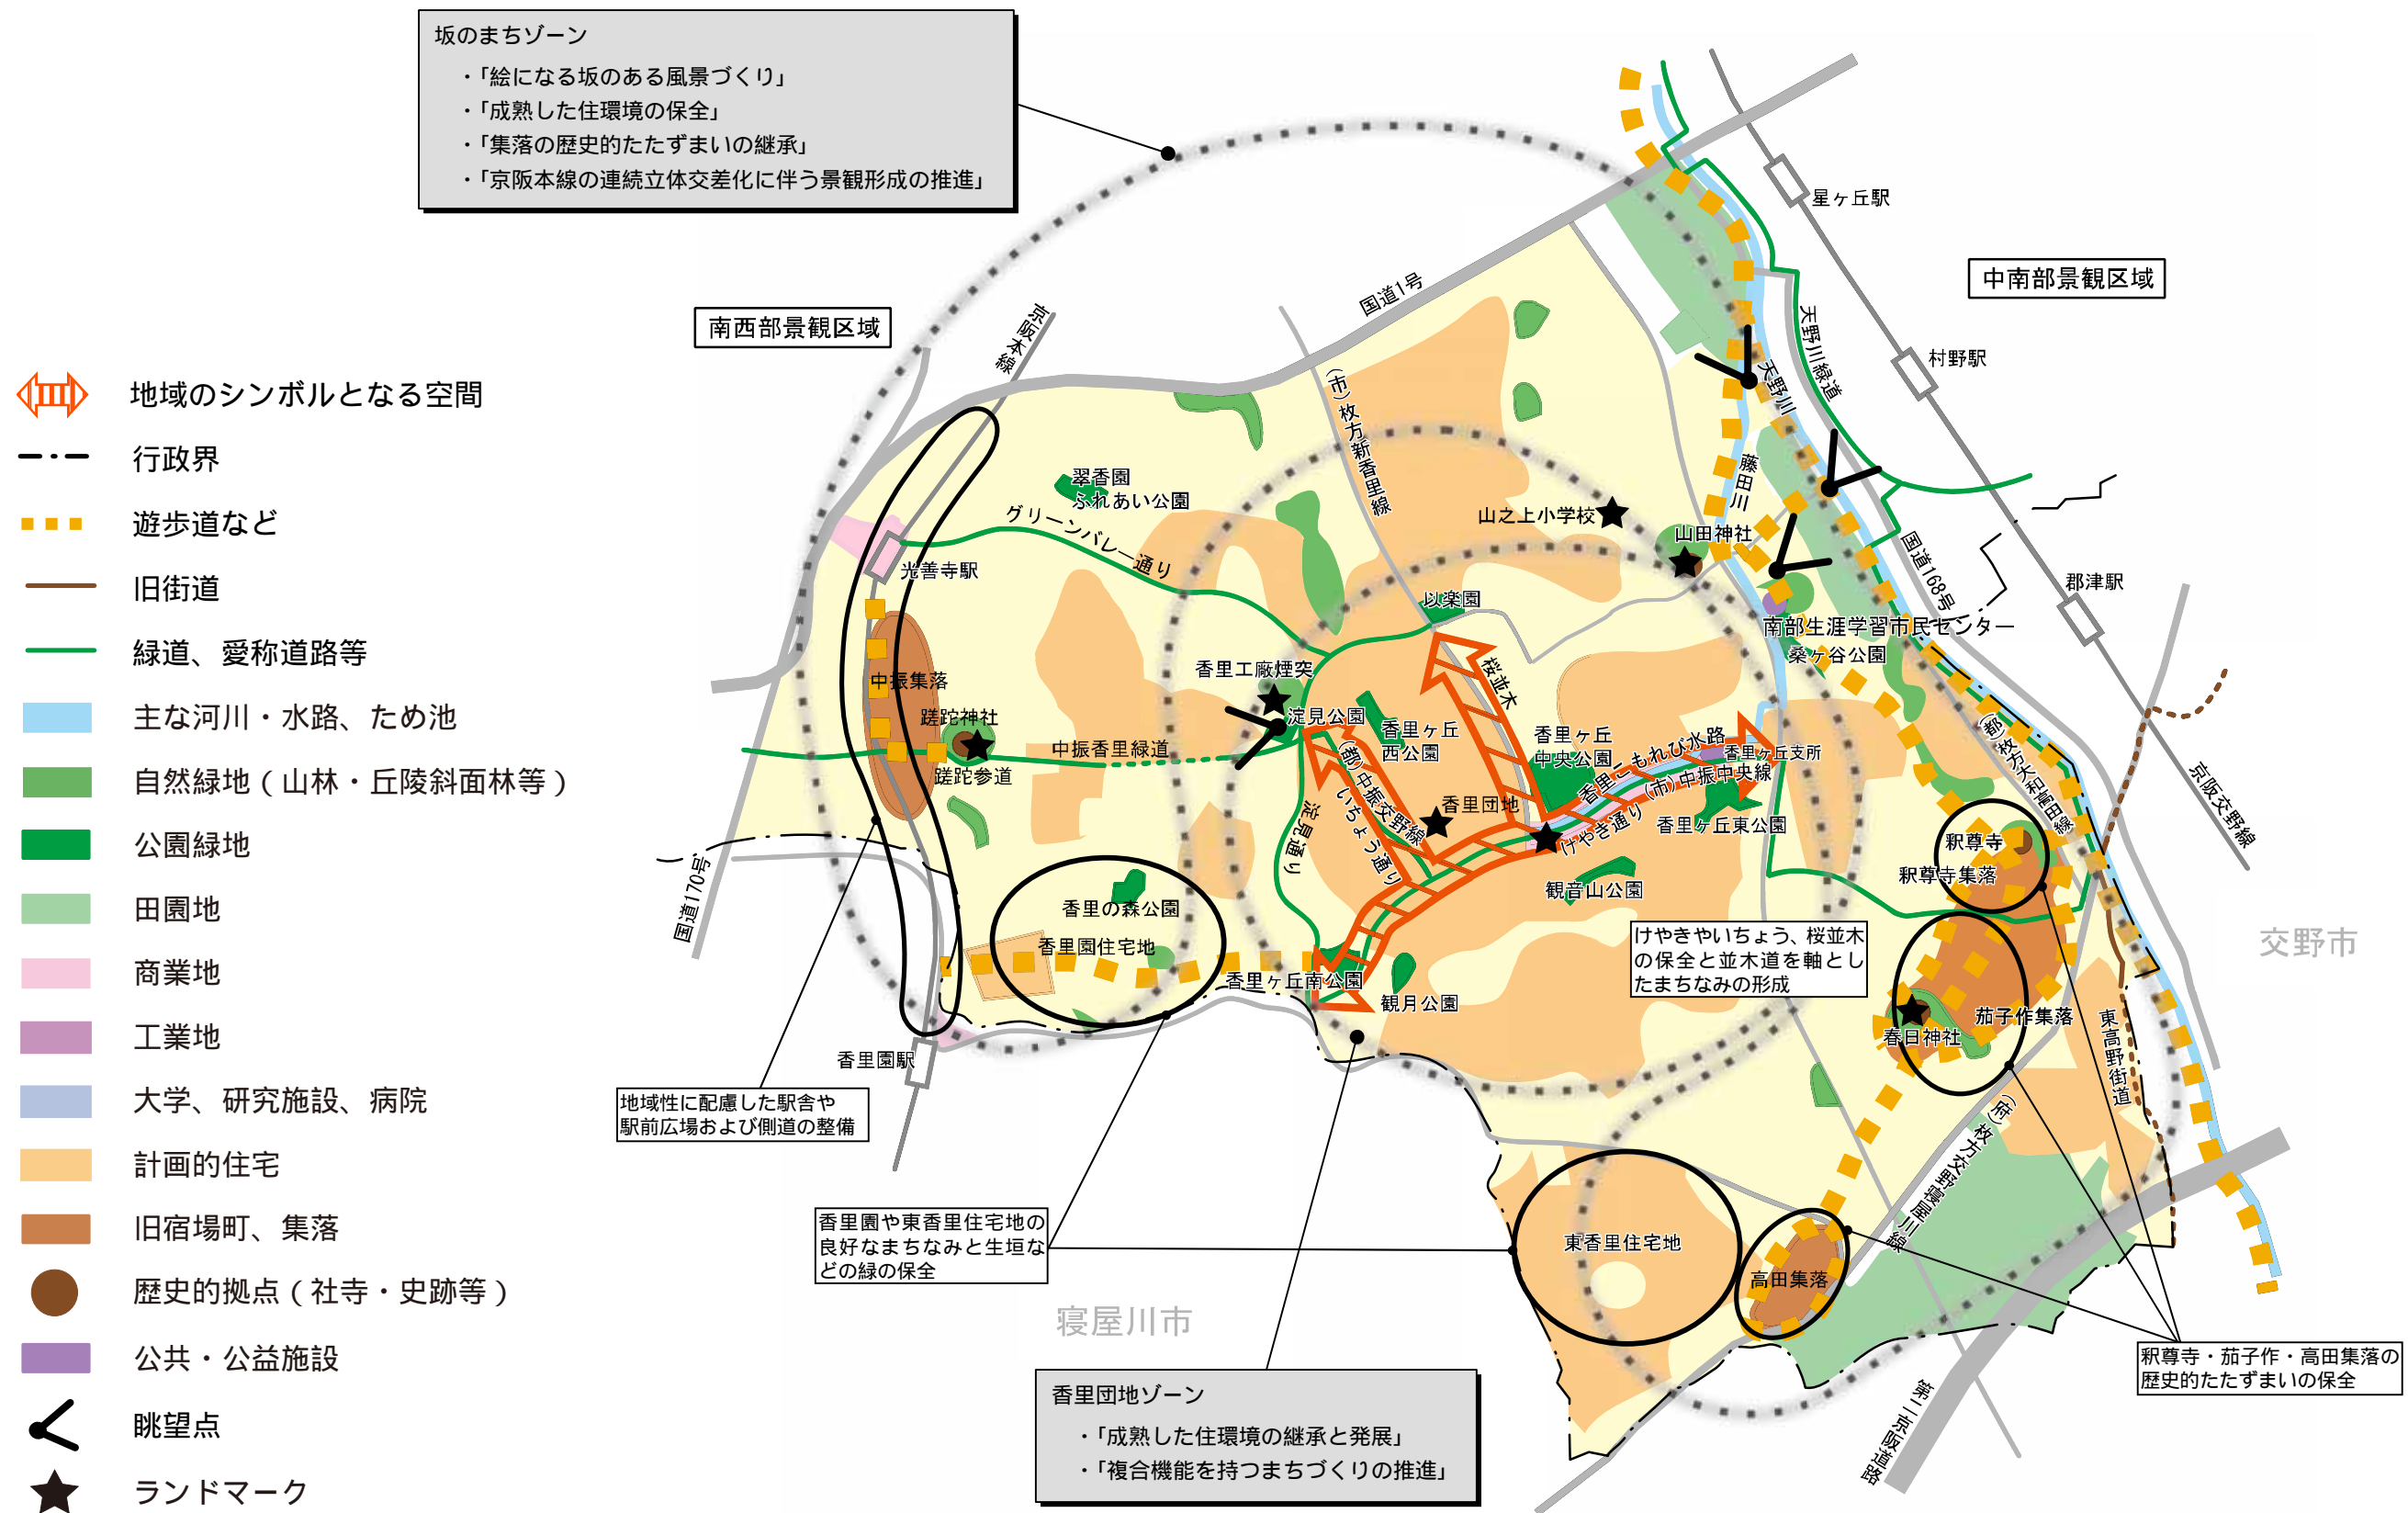 坂のまちゾーン
・「絵になる坂のある風景づくり」
・「成熟した住環境の保全」
・「集落の歴史的たたずまいの継承」
・「京阪本線の連続立体交差化に伴う景観形成の推進」
南西部景観区域
中南部景観区域
地域のシンボルとなる空間
行政界
遊歩道など
旧街道
緑道、愛称道路等
主な河川・水路、ため池
自然緑地（山林・丘陵斜面林等）
公園緑地
田園地
商業地
工業地
大学、研究施設、病院
計画的住宅
旧宿場町、集落
歴史的拠点（社寺・史跡等）
公共・公益施設
眺望点
ランドマーク
京阪本線
国道1号
星ヶ丘駅
村野駅
郡津駅
天野川緑道
天野川
藤田川
国道168号
京阪交野線
(市)枚方新香里線
翠香園
ふれあい公園
グリーンバレー通り
光善寺駅
山之上小学校
山田神社
以楽園
南部生涯学習市民センター
桑ヶ谷公園
中振集落
蹉跎神社
蹉跎参道
中振香里緑道
香里工廠煙突
淀見公園
香里ヶ丘
西公園
桜並木
香里ヶ丘
中央公園
香里こもれび水路
香里ヶ丘支所
(市)中振中央線
けやき通り
香里ヶ丘東公園
香里団地
(都)中振交野線
いちょう通り
淀見通り
観音山公園
(都)枚方大和高田線
釈尊寺
釈尊寺集落
国道170号
香里の森公園
香里園住宅地
香里ヶ丘南公園
観月公園
けやきやいちょう、桜並木
の保全と並木道を軸とし
たまちなみの形成
茄子作集落
春日神社
東高野街道
交野市
香里園駅
地域性に配慮した駅舎や
駅前広場および側道の整備
(府)枚方交野寝屋川線
香里園や東香里住宅地の
良好なまちなみと生垣な
どの緑の保全
東香里住宅地
高田集落
寝屋川市
釈尊寺・茄子作・高田集落の
歴史的たたずまいの保全
第二京阪道路
香里団地ゾーン
・「成熟した住環境の継承と発展」
・「複合機能を持つまちづくりの推進」